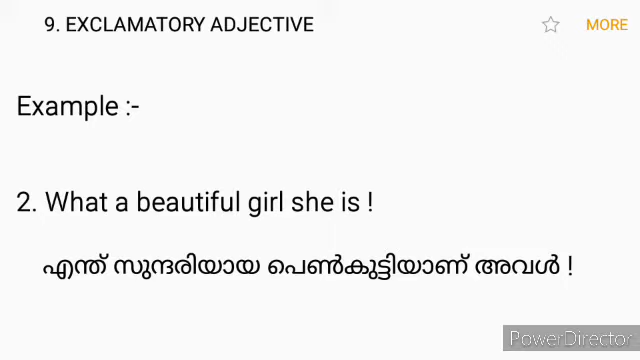 9. EXCLAMATORY ADJECTIVE ☆ MORE
Example :-
2. What a beautiful girl she is !
എന്ത് സുന്ദരിയായ പെൺകുട്ടിയാണ് അവൾ !
PowerDirector